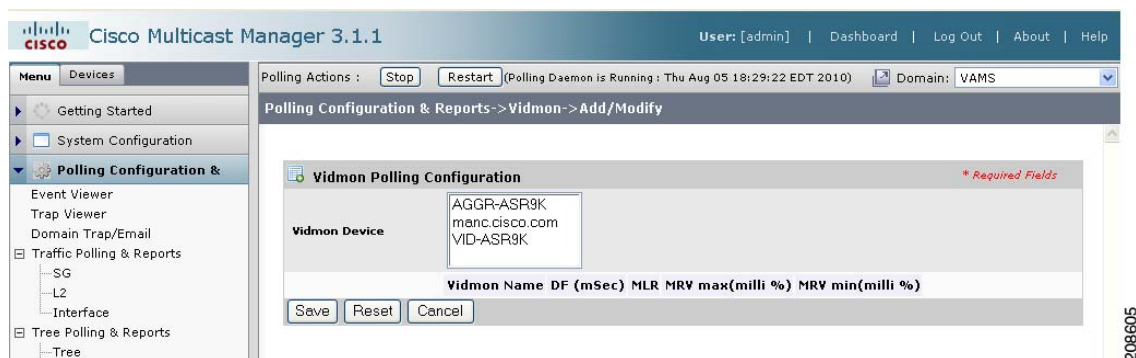 CISCO Cisco Multicast Manager 3.1.1
User: [admin] | Dashboard | Log Out | About | Help
Menu Devices
Polling Actions : Stop Restart (Polling Daemon is Running : Thu Aug 05 18:29:22 EDT 2010) Domain: VAMS
Getting Started
System Configuration
Polling Configuration &
Event Viewer
Trap Viewer
Domain Trap/Email
Traffic Polling & Reports
SG
L2
Interface
Tree Polling & Reports
Tree
Polling Configuration & Reports->Vidmon->Add/Modify
Vidmon Polling Configuration
* Required Fields
Vidmon Device
AGGR-ASR9K
manc.cisco.com
VID-ASR9K
Vidmon Name DF (mSec) MLR MRV max(milli %) MRV min(milli %)
Save Reset Cancel
208605